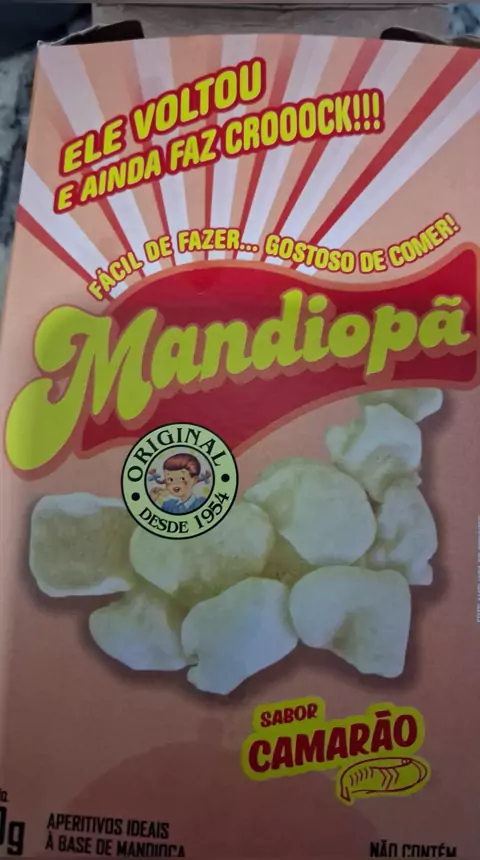 ELE VOLTOU
E AINDA FAZ CROOOCK!!!
FÁCIL DE FAZER... GOSTOSO DE COMER!
Mandiopã
ORIGINAL
DESDE 1954
SABOR
CAMARÃO
APERITIVOS IDEAIS
À BASE DE MANDIOCA
NÃO CONTÉM